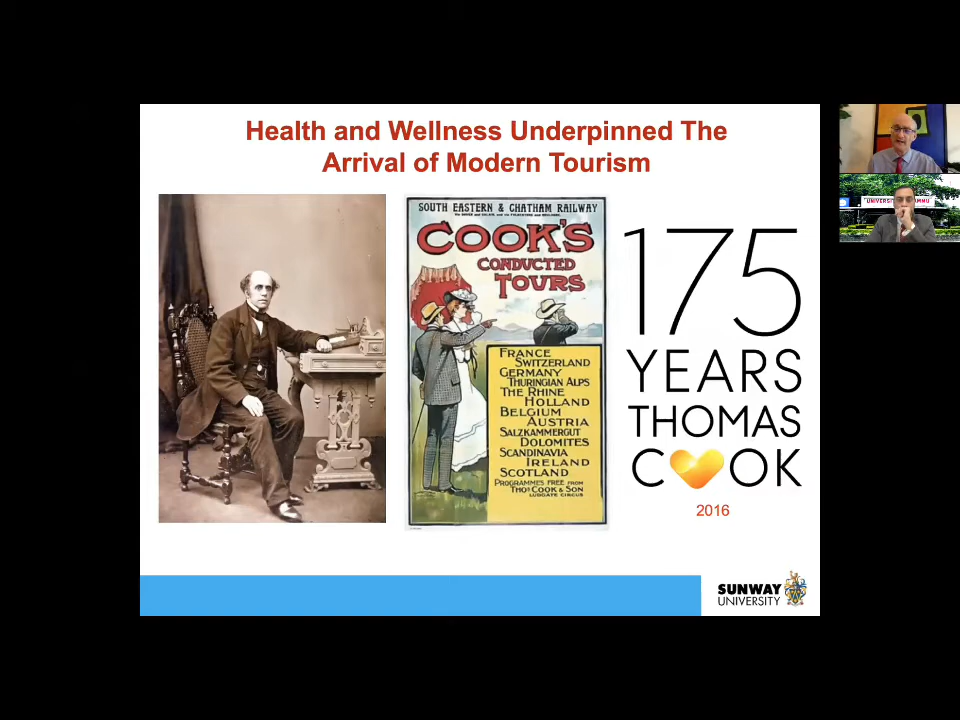 Health and Wellness Underpinned The
Arrival of Modern Tourism
SOUTH EASTERN & CHATHAM RAILWAY
COOK'S
CONDUCTED
TOURS
FRANCE
SWITZERLAND
GERMANY
THURINGIAN ALPS
THE RHINE
HOLLAND
BELGIUM
AUSTRIA
SALZKAMMERGUT
DOLOMITES
SCANDINAVIA
IRELAND
SCOTLAND
PROGRAMMES FREE FROM
THOS COOK & SON
LUDGATE CIRCUS
175
YEARS
THOMAS
COOK
2016
SUNWAY
UNIVERSITY